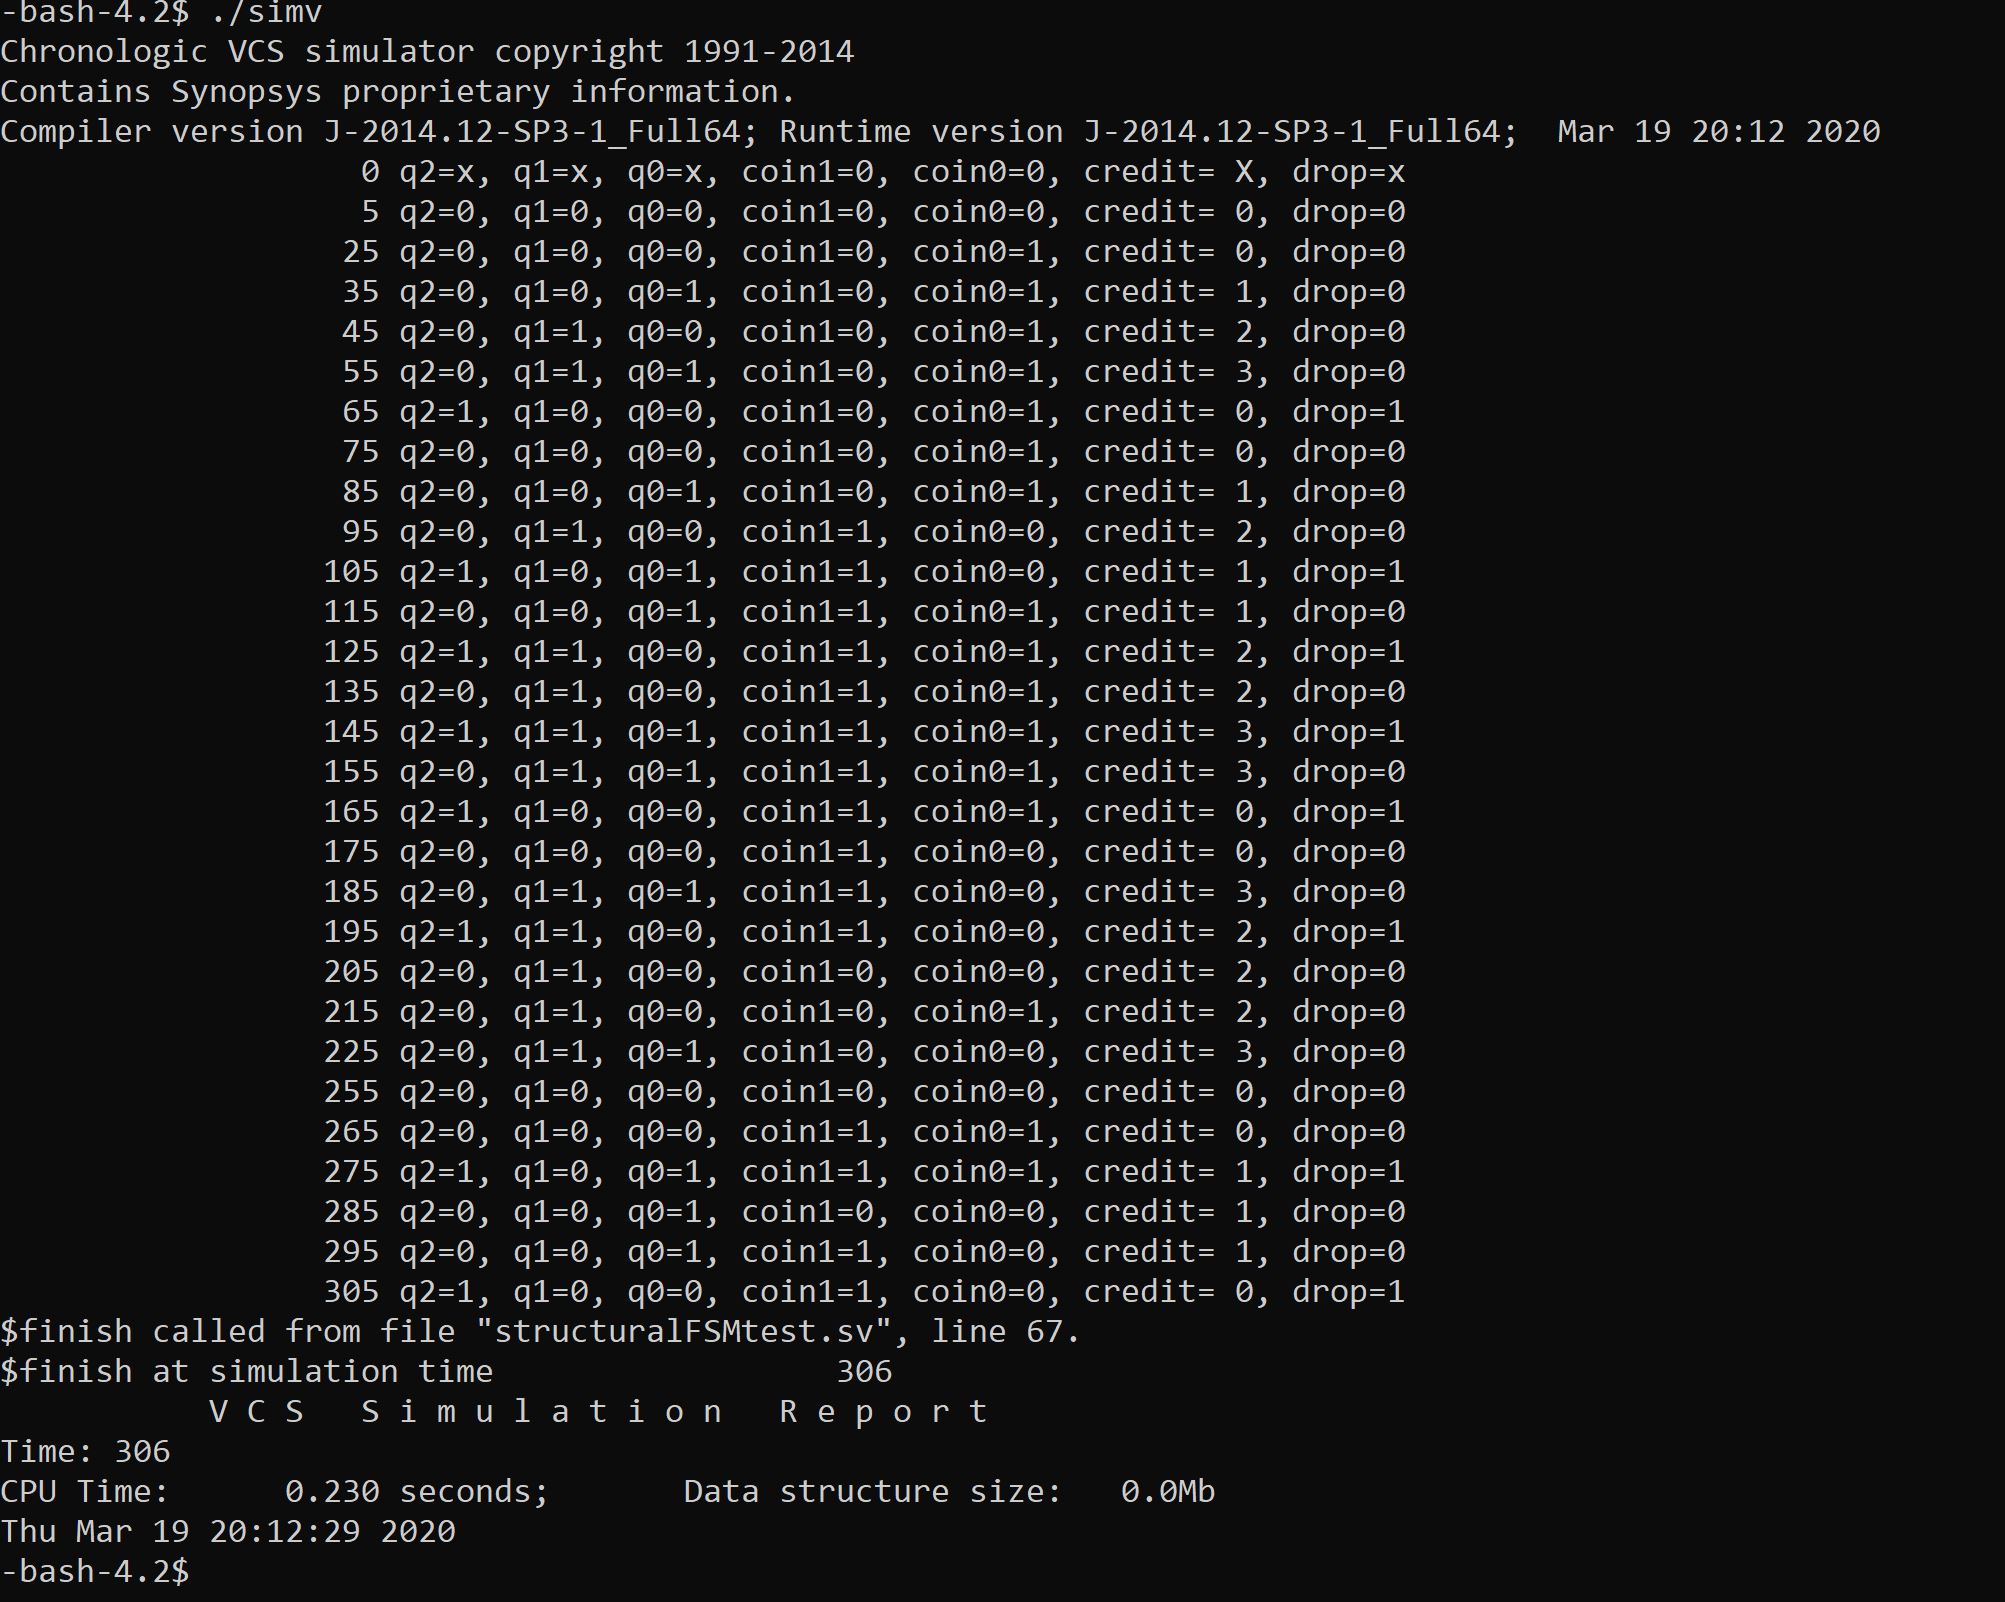 -bash-4.2$ ./simv
Chronologic VCS simulator copyright 1991-2014
Contains Synopsys proprietary information.
Compiler version J-2014.12-SP3-1_Full64; Runtime version J-2014.12-SP3-1_Full64;  Mar 19 20:12 2020
                   0 q2=x, q1=x, q0=x, coin1=0, coin0=0, credit= X, drop=x
                   5 q2=0, q1=0, q0=0, coin1=0, coin0=0, credit= 0, drop=0
                  25 q2=0, q1=0, q0=0, coin1=0, coin0=1, credit= 0, drop=0
                  35 q2=0, q1=0, q0=1, coin1=0, coin0=1, credit= 1, drop=0
                  45 q2=0, q1=1, q0=0, coin1=0, coin0=1, credit= 2, drop=0
                  55 q2=0, q1=1, q0=1, coin1=0, coin0=1, credit= 3, drop=0
                  65 q2=1, q1=0, q0=0, coin1=0, coin0=1, credit= 0, drop=1
                  75 q2=0, q1=0, q0=0, coin1=0, coin0=1, credit= 0, drop=0
                  85 q2=0, q1=0, q0=1, coin1=0, coin0=1, credit= 1, drop=0
                  95 q2=0, q1=1, q0=0, coin1=1, coin0=0, credit= 2, drop=0
                 105 q2=1, q1=0, q0=1, coin1=1, coin0=0, credit= 1, drop=1
                 115 q2=0, q1=0, q0=1, coin1=1, coin0=1, credit= 1, drop=0
                 125 q2=1, q1=1, q0=0, coin1=1, coin0=1, credit= 2, drop=1
                 135 q2=0, q1=1, q0=0, coin1=1, coin0=1, credit= 2, drop=0
                 145 q2=1, q1=1, q0=1, coin1=1, coin0=1, credit= 3, drop=1
                 155 q2=0, q1=1, q0=1, coin1=1, coin0=1, credit= 3, drop=0
                 165 q2=1, q1=0, q0=0, coin1=1, coin0=1, credit= 0, drop=1
                 175 q2=0, q1=0, q0=0, coin1=1, coin0=0, credit= 0, drop=0
                 185 q2=0, q1=1, q0=1, coin1=1, coin0=0, credit= 3, drop=0
                 195 q2=1, q1=1, q0=0, coin1=1, coin0=0, credit= 2, drop=1
                 205 q2=0, q1=1, q0=0, coin1=0, coin0=0, credit= 2, drop=0
                 215 q2=0, q1=1, q0=0, coin1=0, coin0=1, credit= 2, drop=0
                 225 q2=0, q1=1, q0=1, coin1=0, coin0=0, credit= 3, drop=0
                 255 q2=0, q1=0, q0=0, coin1=0, coin0=0, credit= 0, drop=0
                 265 q2=0, q1=0, q0=0, coin1=1, coin0=1, credit= 0, drop=0
                 275 q2=1, q1=0, q0=1, coin1=1, coin0=1, credit= 1, drop=1
                 285 q2=0, q1=0, q0=1, coin1=0, coin0=0, credit= 1, drop=0
                 295 q2=0, q1=0, q0=1, coin1=1, coin0=0, credit= 1, drop=0
                 305 q2=1, q1=0, q0=0, coin1=1, coin0=0, credit= 0, drop=1
$finish called from file "structuralFSMtest.sv", line 67.
$finish at simulation time                  306
           V C S   S i m u l a t i o n   R e p o r t
Time: 306
CPU Time:      0.230 seconds;       Data structure size:   0.0Mb
Thu Mar 19 20:12:29 2020
-bash-4.2$